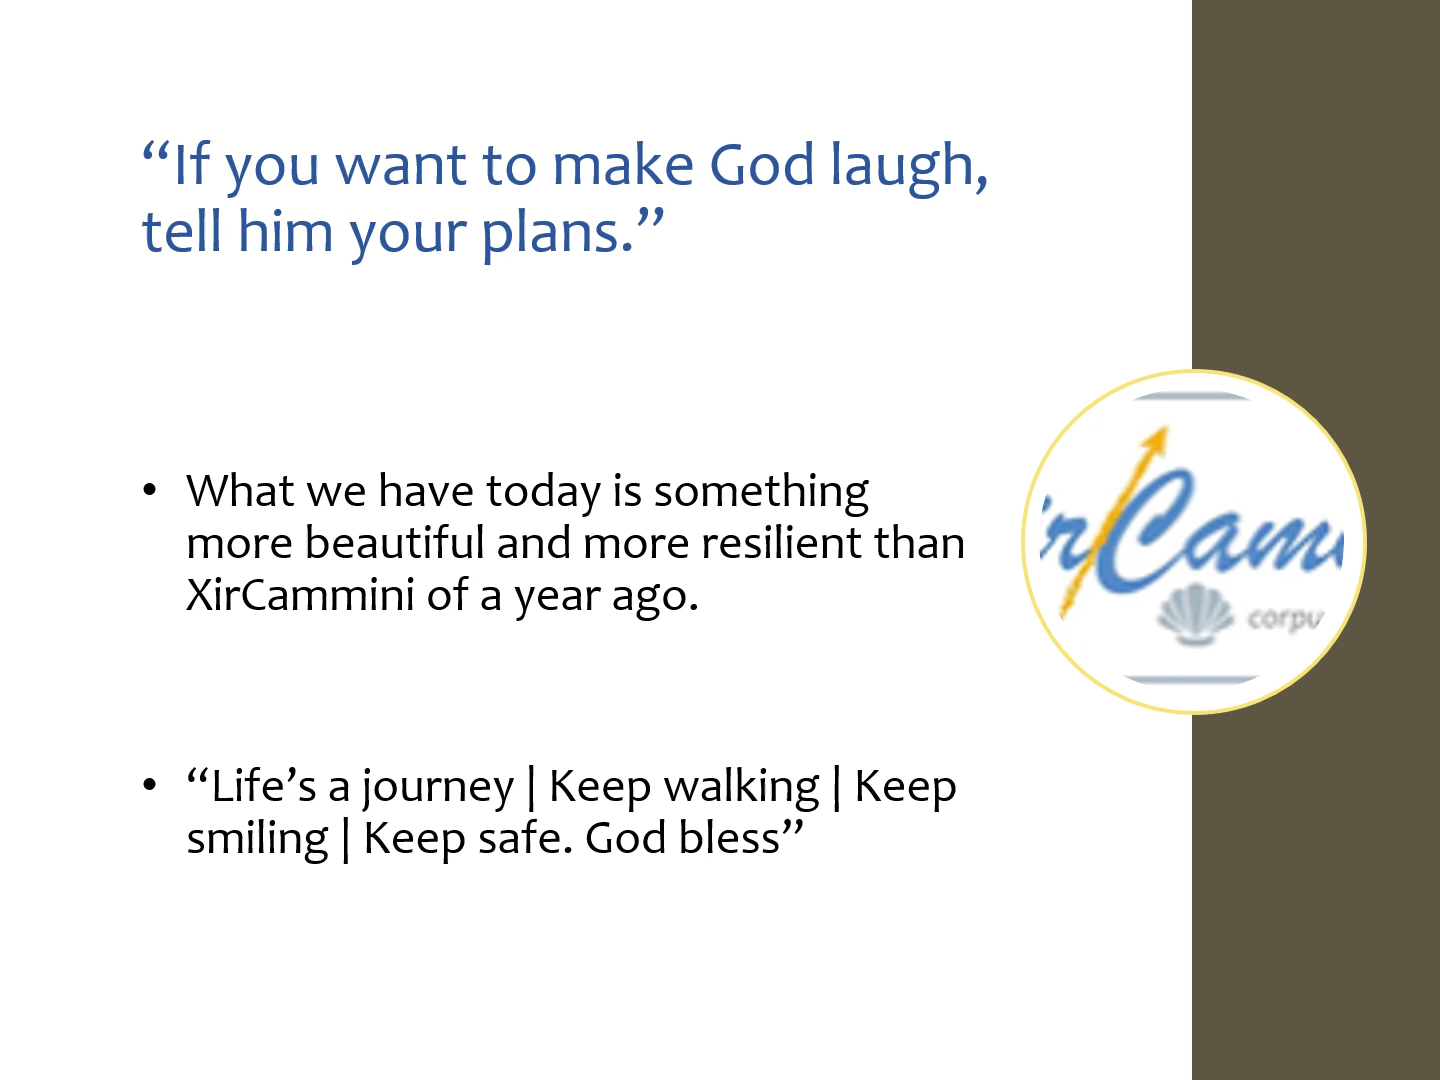 “If you want to make God laugh,
tell him your plans.”
• What we have today is something
more beautiful and more resilient than
XirCammini of a year ago.
• “Life’s a journey | Keep walking | Keep
smiling | Keep safe. God bless”